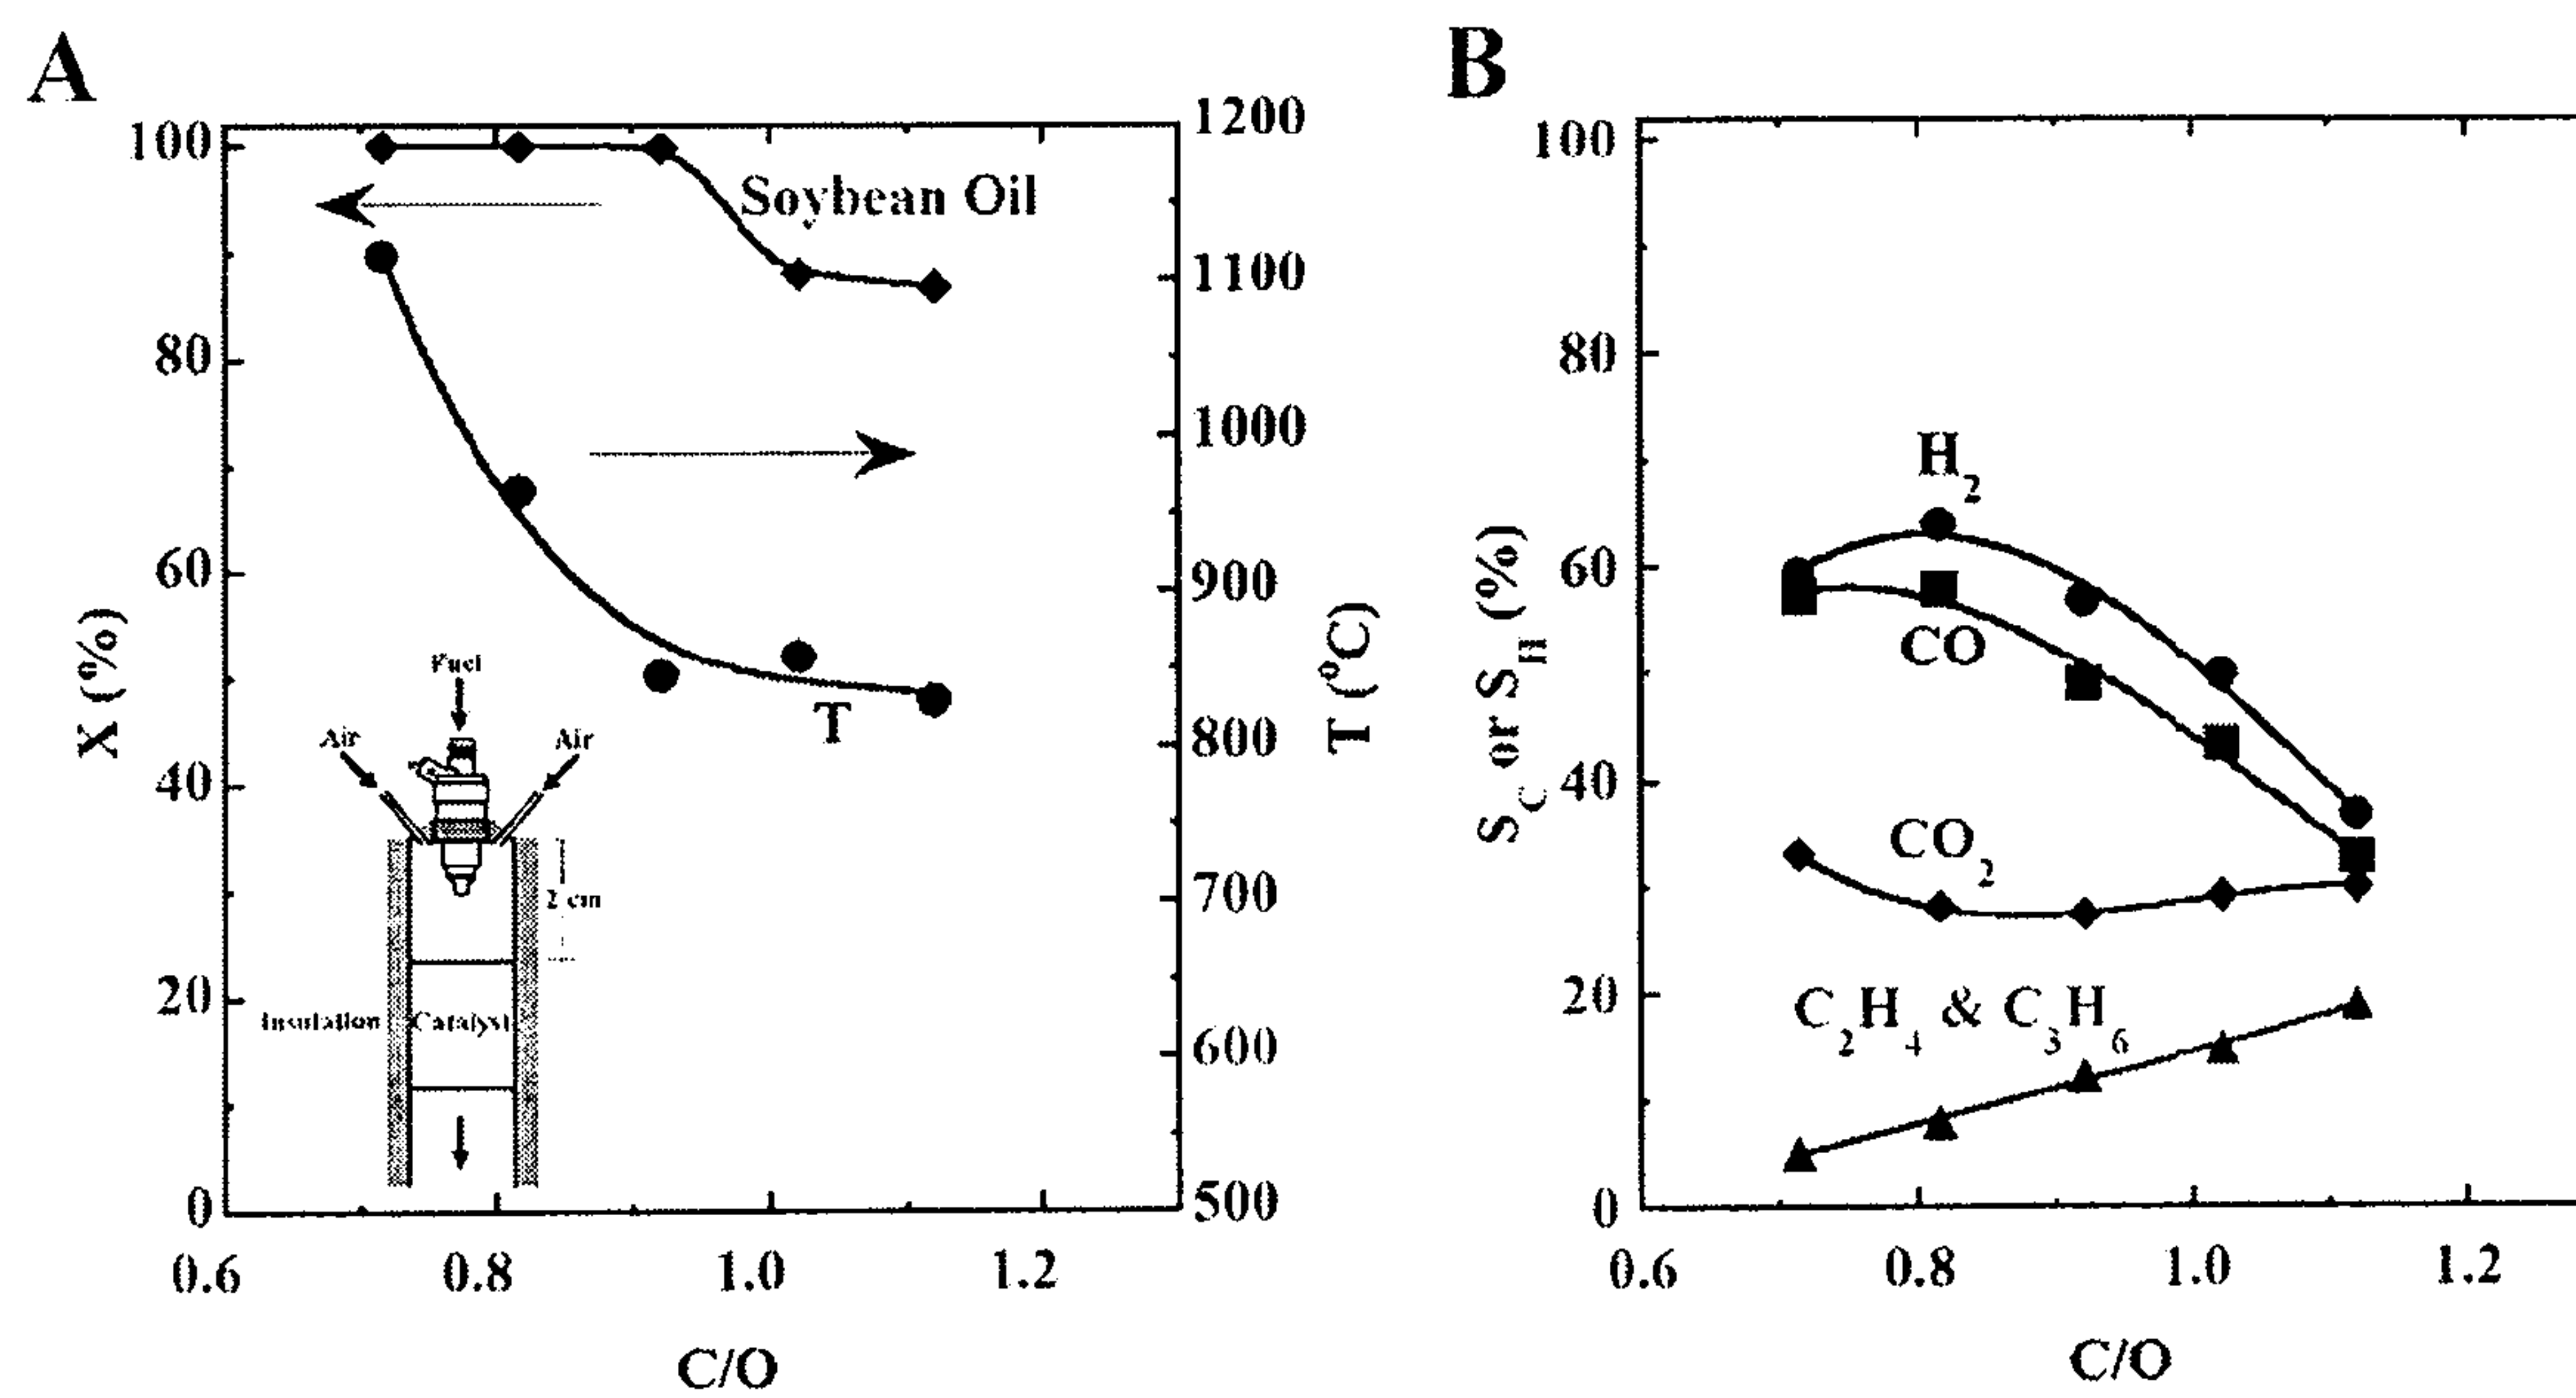 A
100
80
60
40
20
0
X (%)
Soybean Oil
T
Fuel
Air
Air
2 cm
Insulation
Catalyst
1200
1100
1000
900
800
700
600
500
T (°C)
0.6
0.8
1.0
1.2
C/O
B
100
80
60
40
20
0
S_C or S_H (%)
H₂
CO
CO₂
C₂H₄ & C₃H₆
0.6
0.8
1.0
1.2
C/O